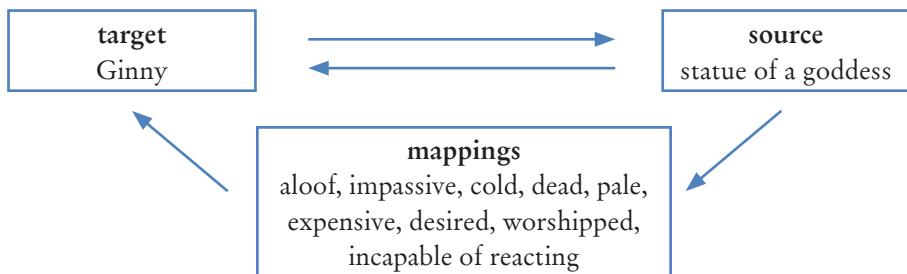 target
Ginny
source
statue of a goddess
mappings
aloof, impassive, cold, dead, pale,
expensive, desired, worshipped,
incapable of reacting